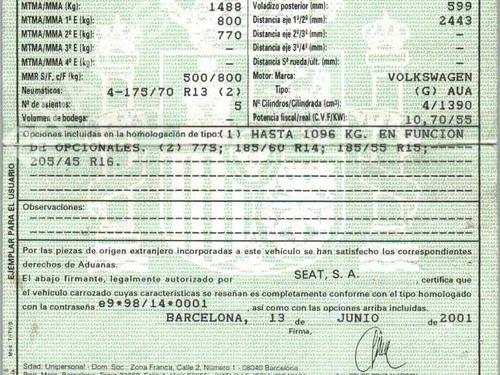 MTMA/MMA (Kg): 1488 Voladizo posterior (mm): 599
MTMA/MMA 1º E (kg) 800 Distancia eje 1º/2º (mm) 2443
MTMA/MMA 2º E (kg) 770 Distancia eje 2º/3º (mm) —
MTMA/MMA 3º E (Kg) — Distancia eje 3º/4º (mm): —
MTMA/MMA 4º E (Kg) — Distancia 5ª rueda/ult. (mm): —
MMR S/F, c/F (kg): 500/800 Motor: Marca: VOLKSWAGEN
Neumáticos: 4-175/70 R13 (2) Tipo: (G) AUA
Nº de asientos 5 Nº Cilindros/Cilindrada (cm³): 4/1390
Volumen de bodega: — Potencia fiscal/real (C.V.F/KW): 10,70/55
Opciones incluidas en la homologación de tipo: (1) HASTA 1096 KG. EN FUNCION
DE OPCIONALES. (2) 77S; 185/60 R14; 185/55 R15;
205/45 R16.
Observaciones:
EJEMPLAR PARA EL USUARIO
Por las piezas de origen extranjero incorporadas a este vehículo se han satisfecho los correspondientes
derechos de Aduanas.
El abajo firmante, legalmente autorizado por SEAT, S.A. , certifica que
el vehículo carrozado cuyas características se reseñan es completamente conforme con el tipo homologado
con la contraseña e9*98/14*0001 así como con las opciones arriba incluidas.
BARCELONA, 13 de JUNIO de 2001
Firma,
Sdad. Unipersonal - Dom. Soc.: Zona Franca, Calle 2, Número 1 - 08040 Barcelona